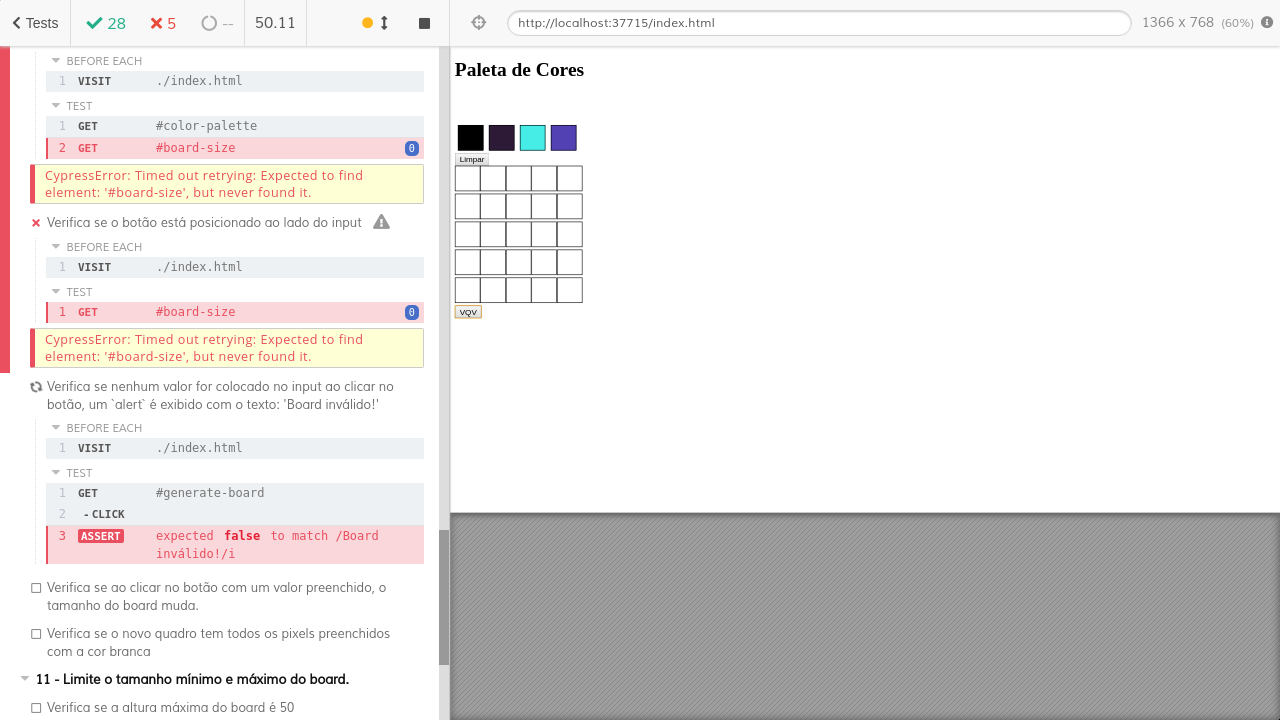 Tests
28
5
--
50.11
http://localhost:37715/index.html
1366 x 768 (60%)
BEFORE EACH
1 VISIT ./index.html
TEST
1 GET #color-palette
2 GET #board-size 0
CypressError: Timed out retrying: Expected to find
element: '#board-size', but never found it.
Verifica se o botão está posicionado ao lado do input
BEFORE EACH
1 VISIT ./index.html
TEST
1 GET #board-size 0
CypressError: Timed out retrying: Expected to find
element: '#board-size', but never found it.
Verifica se nenhum valor for colocado no input ao clicar no
botão, um `alert` é exibido com o texto: 'Board inválido!'
BEFORE EACH
1 VISIT ./index.html
TEST
1 GET #generate-board
2 -CLICK
3 ASSERT expected false to match /Board
inválido!/i
Verifica se ao clicar no botão com um valor preenchido, o
tamanho do board muda.
Verifica se o novo quadro tem todos os pixels preenchidos
com a cor branca
11 - Limite o tamanho mínimo e máximo do board.
Verifica se a altura máxima do board é 50
Paleta de Cores
Limpar
VQV